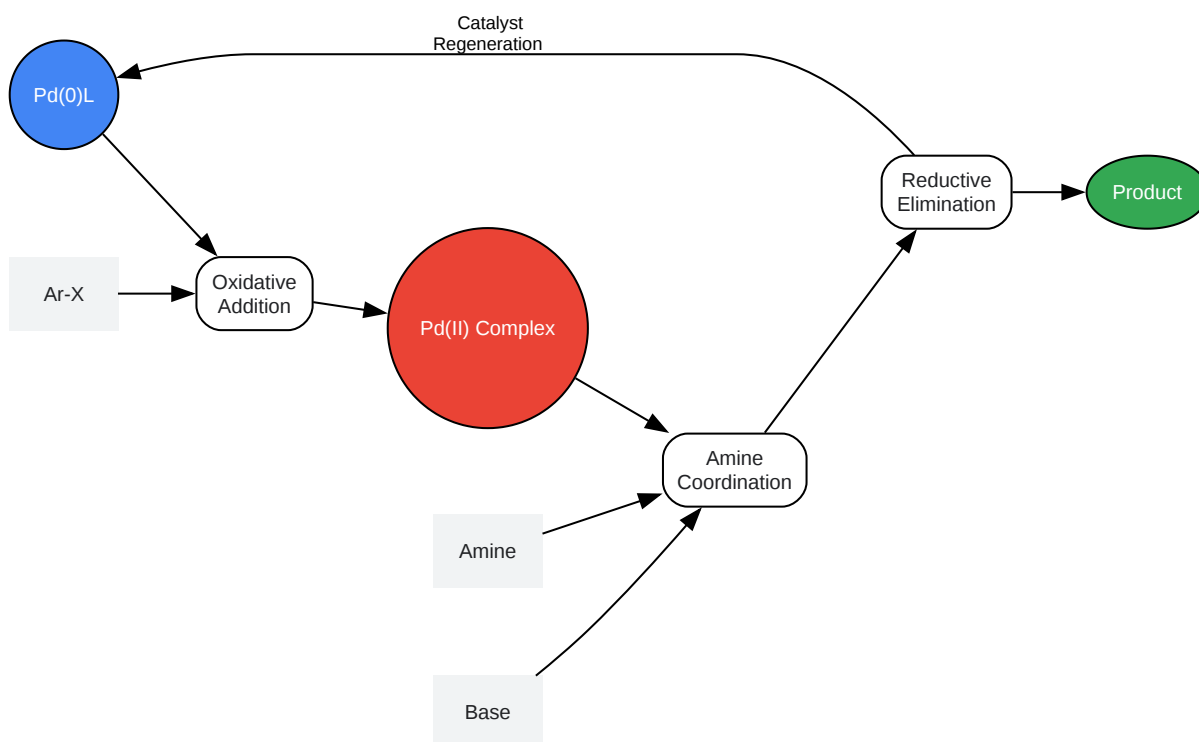 Catalyst
Regeneration
Pd(0)L
Reductive
Elimination
Product
Oxidative
Addition
Ar-X
Pd(II) Complex
Amine
Coordination
Amine
Base